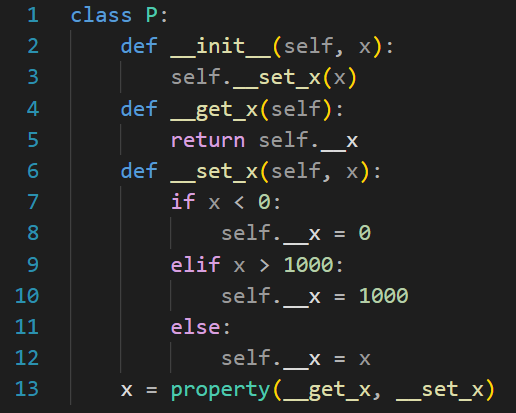 1 class P:
2     def __init__(self, x):
3         self.__set_x(x)
4     def __get_x(self):
5         return self.__x
6     def __set_x(self, x):
7         if x < 0:
8             self.__x = 0
9         elif x > 1000:
10             self.__x = 1000
11         else:
12             self.__x = x
13     x = property(__get_x, __set_x)